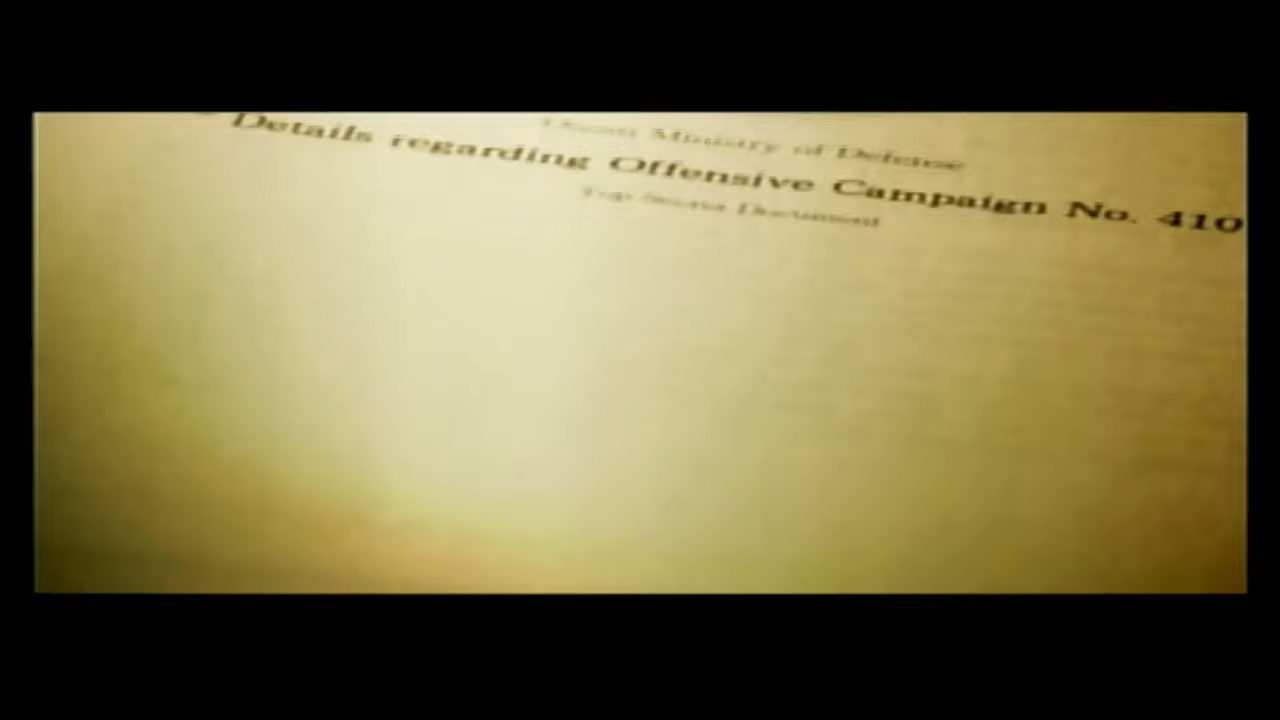 Ministry of Defense
Details regarding Offensive Campaign No. 410
Top Secret Document